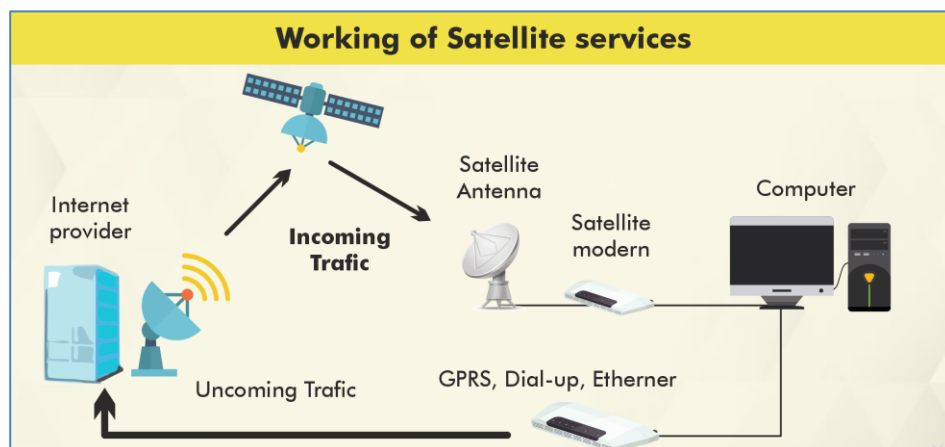 Working of Satellite services
Internet
provider
Incoming
Trafic
Satellite
Antenna
Satellite
modern
Computer
Uncoming Trafic
GPRS, Dial-up, Etherner